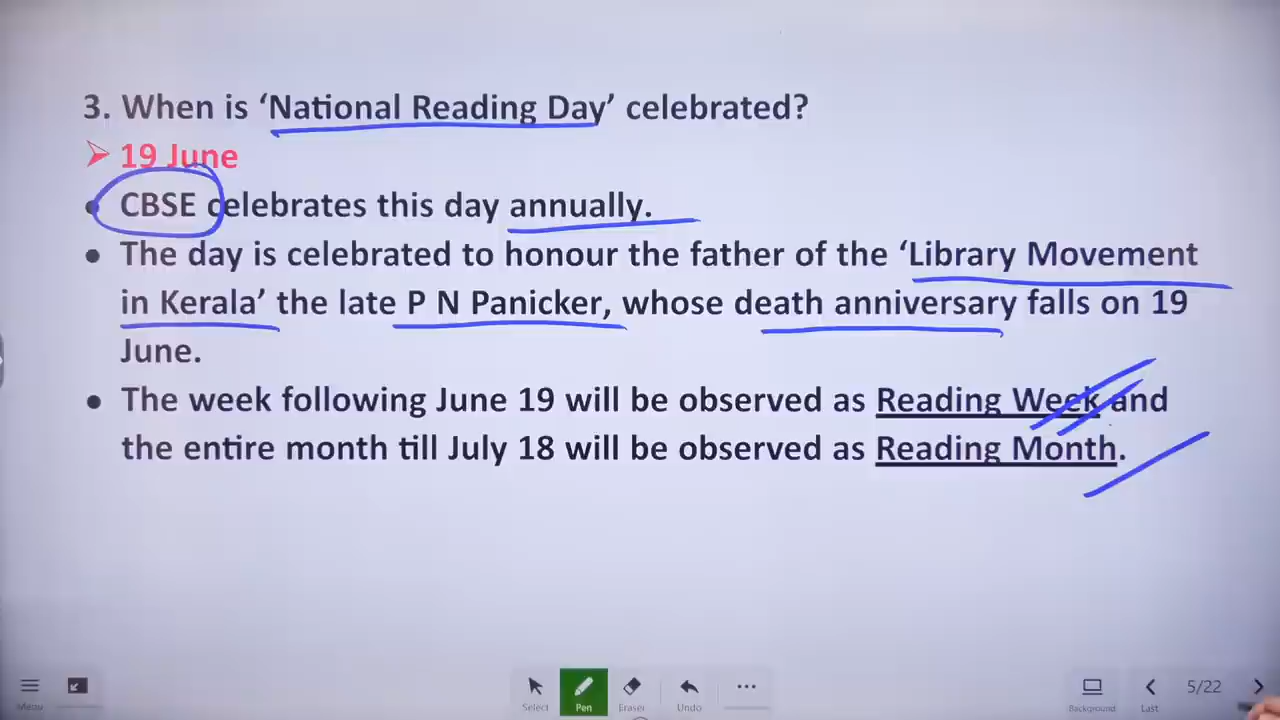 3. When is ‘National Reading Day’ celebrated?
➢ 19 June
• CBSE celebrates this day annually.
• The day is celebrated to honour the father of the ‘Library Movement
in Kerala’ the late P N Panicker, whose death anniversary falls on 19
June.
• The week following June 19 will be observed as Reading Week and
the entire month till July 18 will be observed as Reading Month.
Menu
Select
Pen
Eraser
Undo
Background
Last
5/22